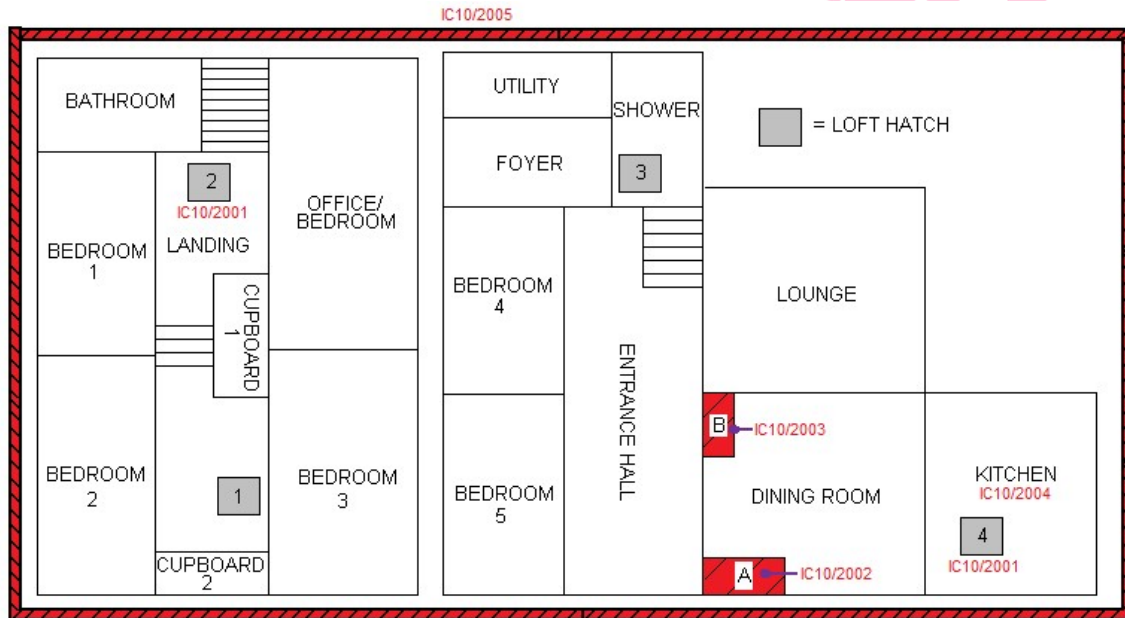 IC10/2005
BATHROOM
2
IC10/2001
LANDING
BEDROOM
1
OFFICE/
BEDROOM
CUPBOARD
1
BEDROOM
2
1
BEDROOM
3
CUPBOARD
2
UTILITY
SHOWER
FOYER
3
= LOFT HATCH
BEDROOM
4
LOUNGE
ENTRANCE HALL
B
IC10/2003
BEDROOM
5
DINING ROOM
KITCHEN
IC10/2004
4
IC10/2001
A
IC10/2002